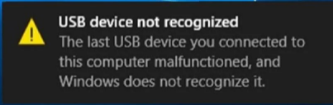 USB device not recognized
The last USB device you connected to
this computer malfunctioned, and
Windows does not recognize it.